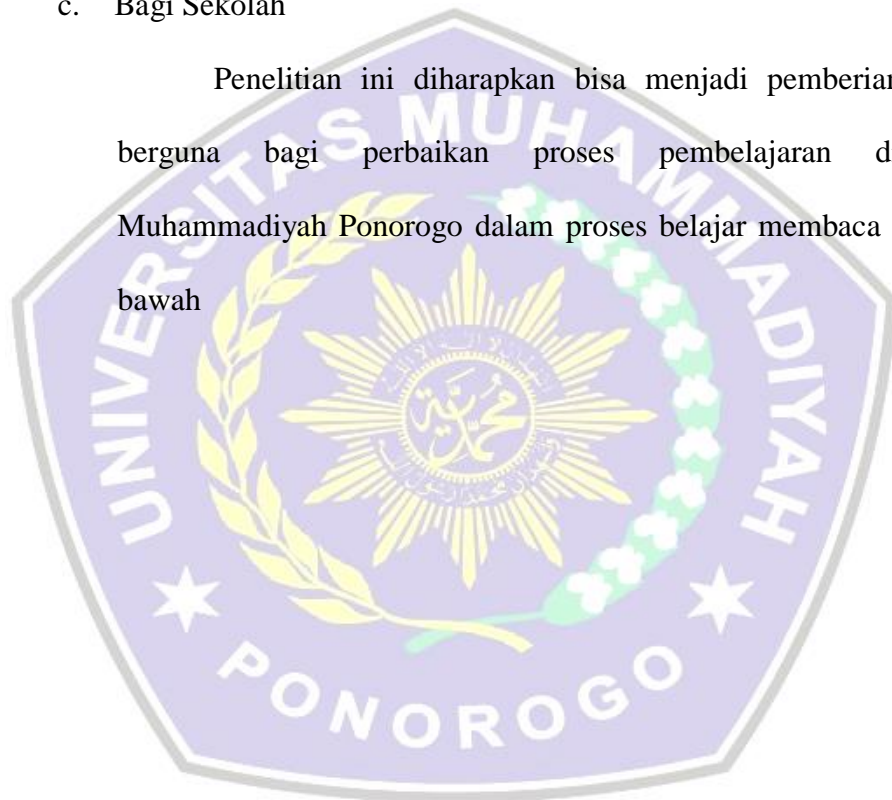 c. Bagi Sekolah
Penelitian ini diharapkan bisa menjadi pemberian
berguna bagi perbaikan proses pembelajaran
Muhammadiyah Ponorogo dalam proses belajar membaca
bawah
UNIVERSITAS MUHAMMADIYAH
PONOROGO
محمدية